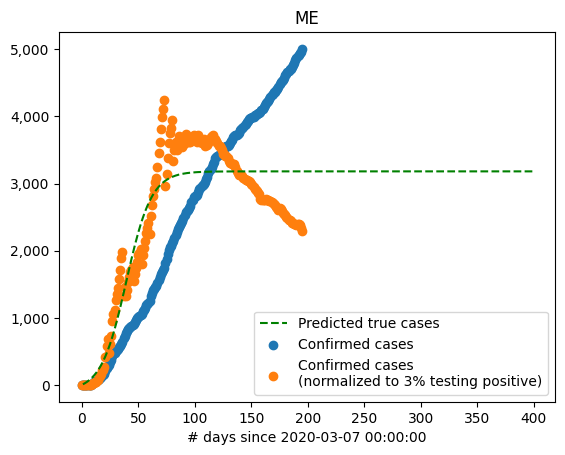 ME
5,000
4,000
3,000
2,000
1,000
0
0 50 100 150 200 250 300 350 400
# days since 2020-03-07 00:00:00
Predicted true cases
Confirmed cases
Confirmed cases
(normalized to 3% testing positive)